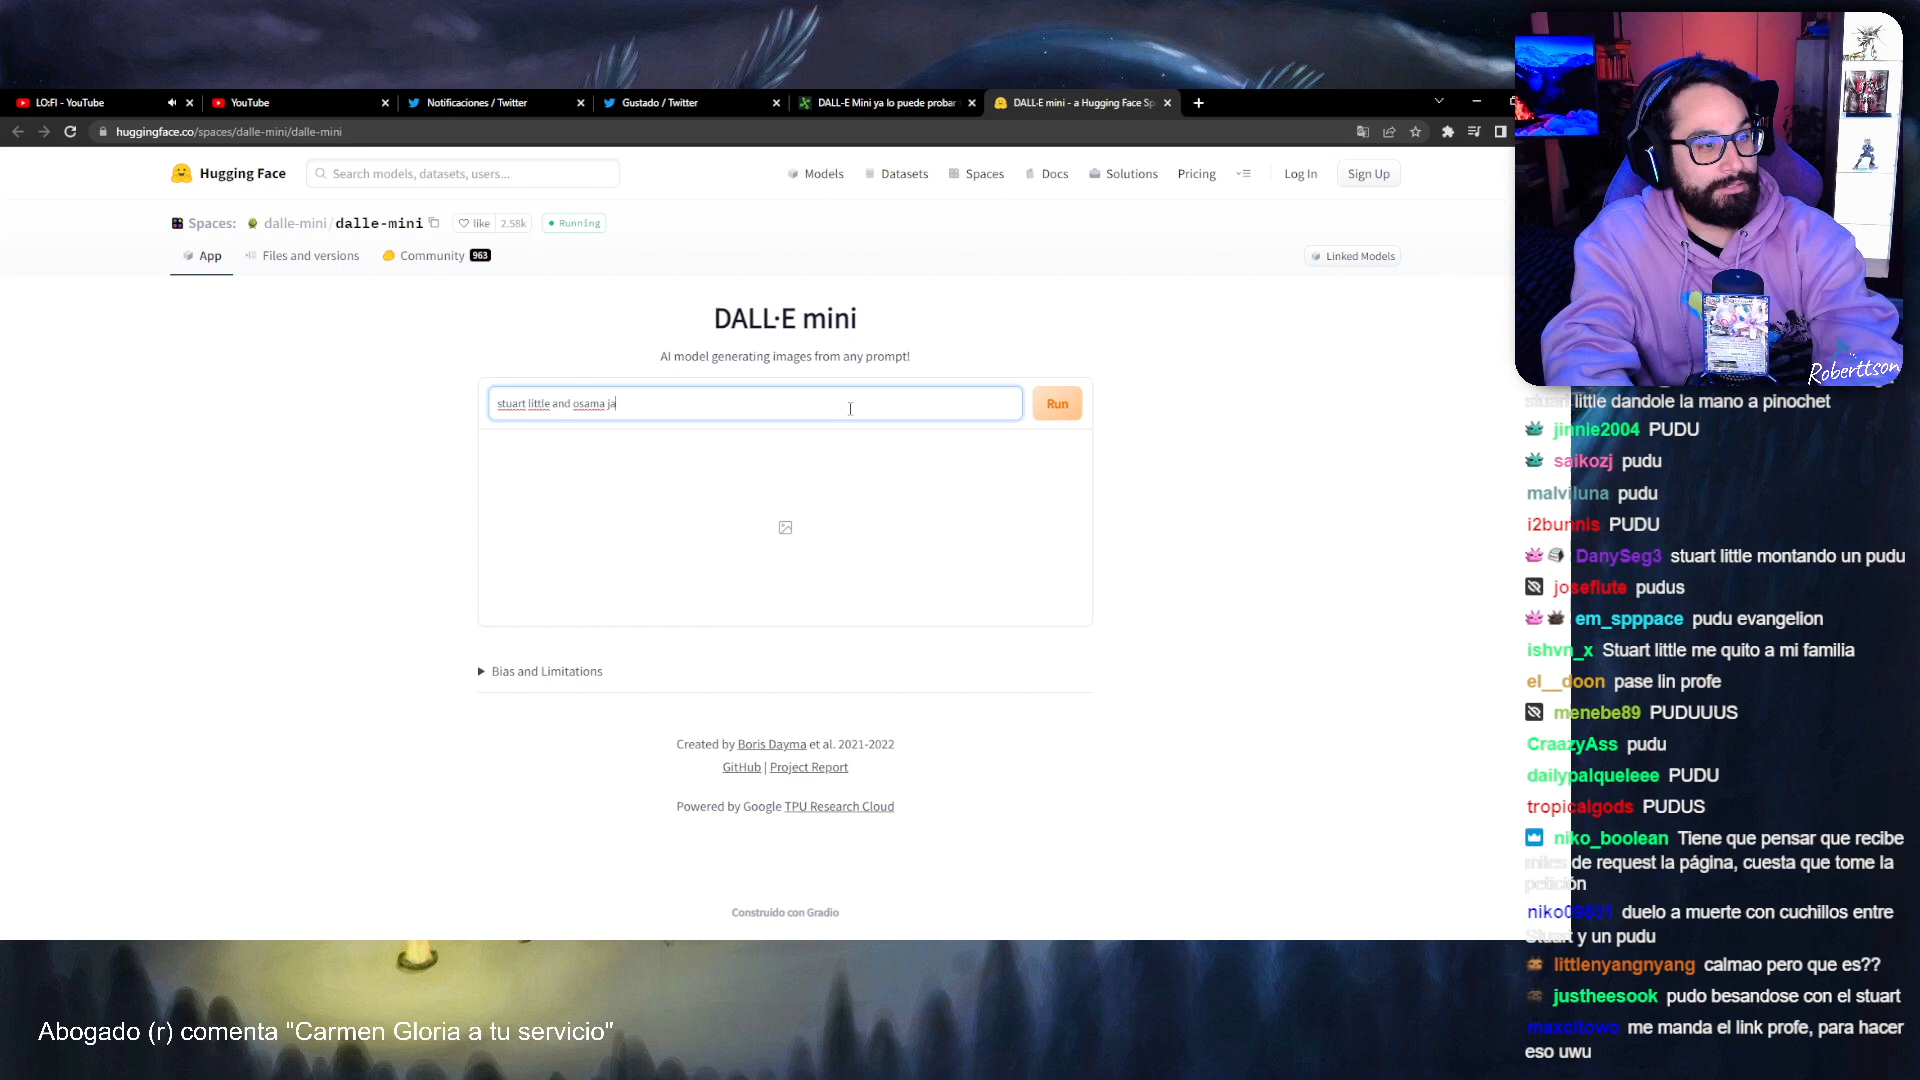 LO:FI - YouTube
YouTube
Notificaciones / Twitter
Gustado / Twitter
DALL-E Mini ya lo puede probar
DALL·E mini - a Hugging Face Sp
huggingface.co/spaces/dalle-mini/dalle-mini
Hugging Face
Search models, datasets, users...
Models
Datasets
Spaces
Docs
Solutions
Pricing
Log In
Sign Up
Spaces:
dalle-mini/dalle-mini
like
2.58k
Running
App
Files and versions
Community
963
Linked Models
DALL·E mini
AI model generating images from any prompt!
stuart little and osama ja
Run
Bias and Limitations
Created by Boris Dayma et al. 2021-2022
GitHub | Project Report
Powered by Google TPU Research Cloud
Construido con Gradio
Abogado (r) comenta "Carmen Gloria a tu servicio"
Roberttson
stuart little dandole la mano a pinochet
jinnie2004 PUDU
saikozj pudu
malviluna pudu
i2bunnis PUDU
DanySeg3 stuart little montando un pudu
joseflute pudus
em_spppace pudu evangelion
ishvn_x Stuart little me quito a mi familia
el__doon pase lin profe
menebe89 PUDUUUS
CraazyAss pudu
dailypalqueleee PUDU
tropicalgods PUDUS
niko_boolean Tiene que pensar que recibe
miles de request la página, cuesta que tome la
petición
duelo a muerte con cuchillos entre
Stuart y un pudu
littlenyangnyang calmao pero que es??
justheesook pudo besandose con el stuart
maxcitowo me manda el link profe, para hacer
eso uwu